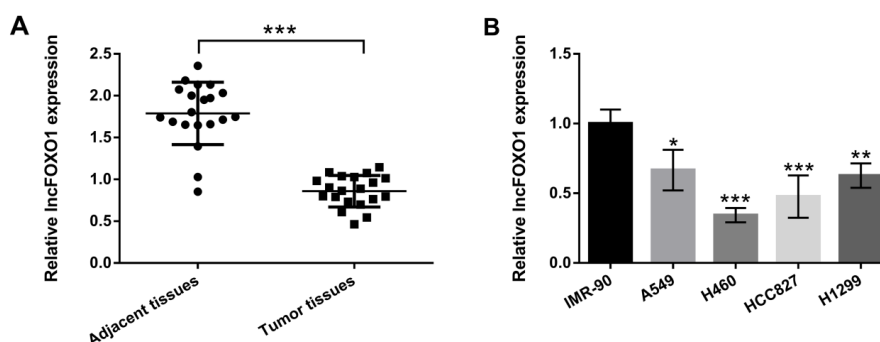 A
***
Relative lncFOXO1 expression
2.5
2.0
1.5
1.0
0.5
0.0
Adjacent tissues
Tumor tissues
B
Relative lncFOXO1 expression
1.5
1.0
0.5
0.0
*
***
***
**
IMR-90
A549
H460
HCC827
H1299